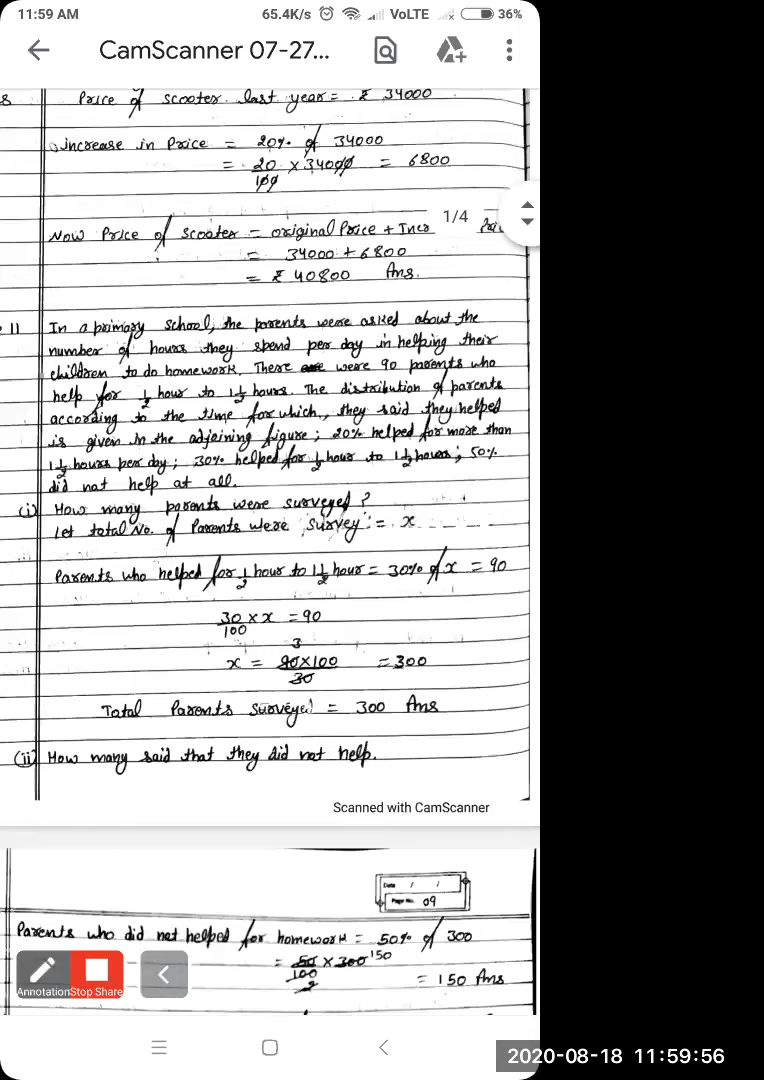 11:59 AM 65.4K/s VoLTE 36%
CamScanner 07-27...
Price of scooter last year = ₹ 34000
increase in Price = 20% of 34000
= 20/100 × 34000 = 6800
1/4
Now Price of Scooter = original Price + Incr
= 34000 + 6800
= ₹ 40800 Ans.
11 In a primary school, the parents were asked about the
number of hours they spend per day in helping their
children to do homework. There are were 90 parents who
help for 1/2 hour to 1 1/2 hours. The distribution of parents
according to the time for which, they said they helped
is given in the adjoining figure; 20% helped for more than
1 1/2 hours per day; 30% helped for 1/2 hour to 1 1/2 hours; 50%
did not help at all.
(i) How many parents were surveyed?
Let total No. of Parents were survey = x
Parents who helped for 1/2 hour to 1 1/2 hour = 30% of x = 90
30/100 × x = 90
3
x = 90×100/30 = 300
Total Parents surveyed = 300 Ans
(ii) How many said that they did not help.
Scanned with CamScanner
Date / /
Page No. 09
Parents who did not helped for homework = 50% of 300
= 50/100 × 300 150
2 = 150 Ans
Annotation Stop Share
2020-08-18 11:59:56